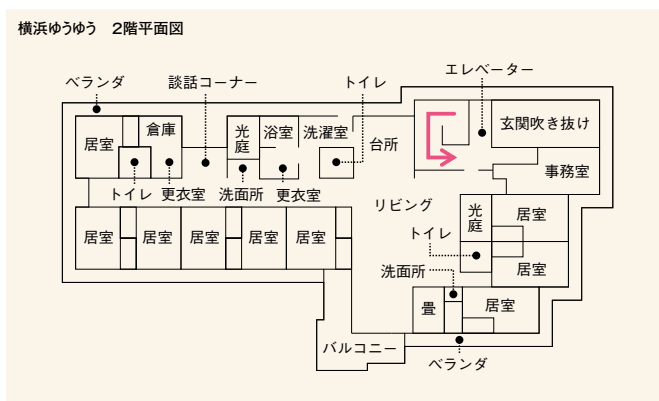 横浜ゆうゆう 2階平面図
ベランダ
談話コーナー
トイレ
エレベーター
居室
倉庫
光庭
浴室
洗濯室
台所
玄関吹き抜け
事務室
トイレ
更衣室
洗面所
更衣室
リビング
光庭
居室
トイレ
居室
居室
居室
居室
居室
居室
洗面所
畳
居室
バルコニー
ベランダ